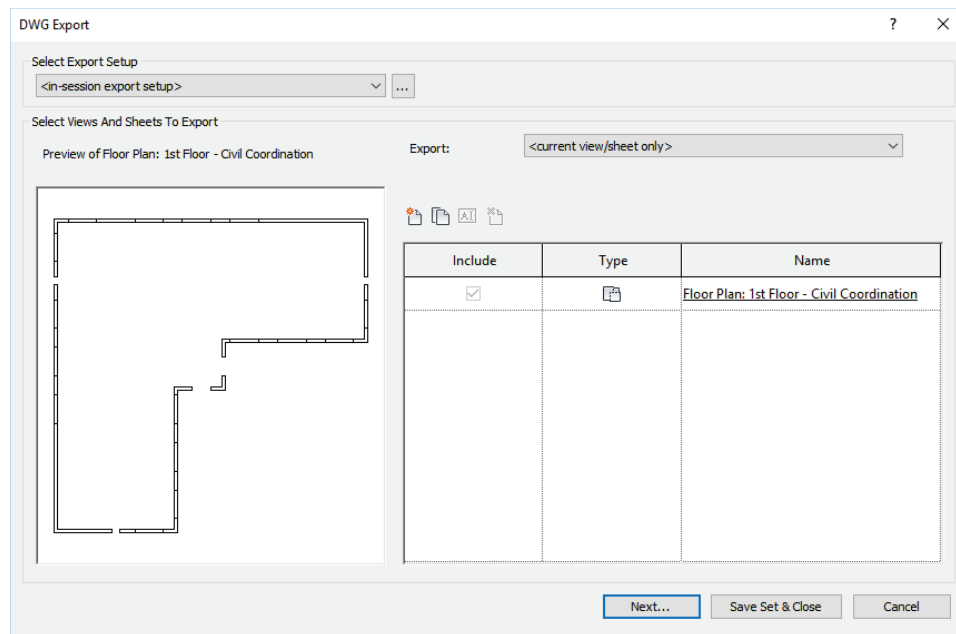 DWG Export
? ×
Select Export Setup
<in-session export setup>
...
Select Views And Sheets To Export
Preview of Floor Plan: 1st Floor - Civil Coordination
Export:
<current view/sheet only>
AI
Include Type Name
Floor Plan: 1st Floor - Civil Coordination
Next... Save Set & Close Cancel